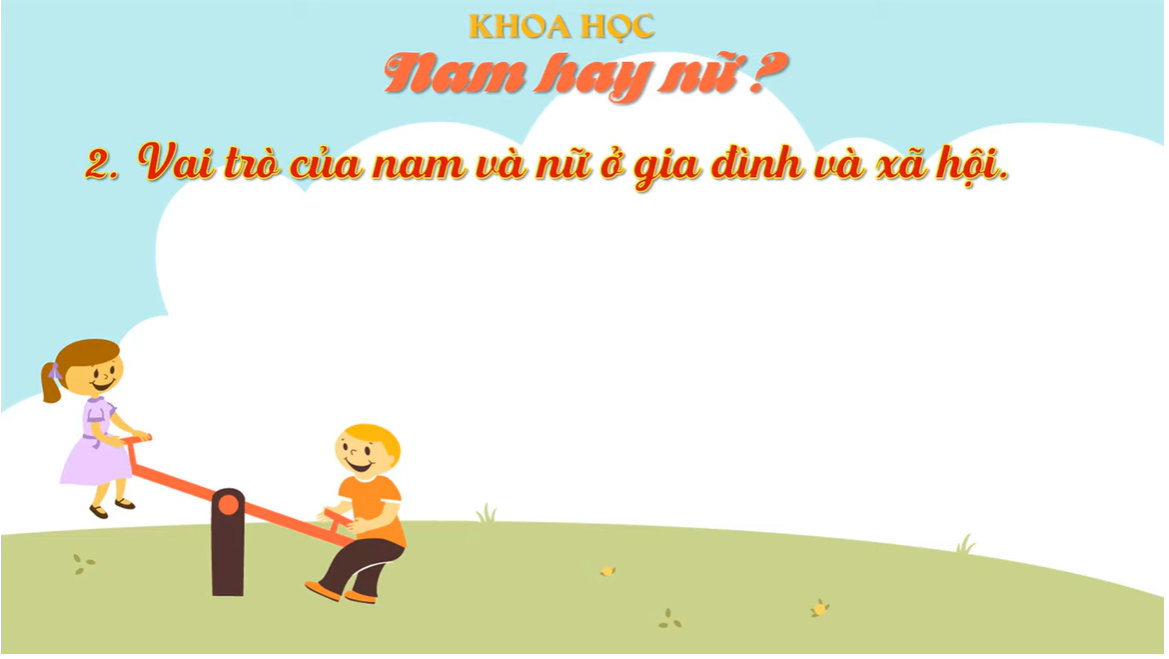 KHOA HỌC
Nam hay nữ ?
2. Vai trò của nam và nữ ở gia đình và xã hội.